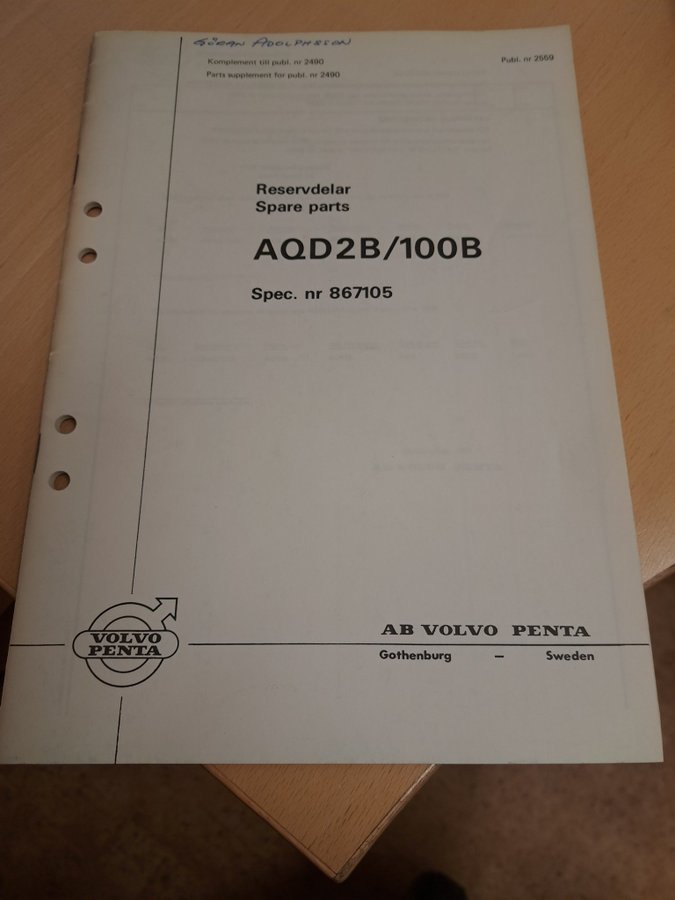 GÖRAN ADOLPHSSON
Komplement till publ. nr 2490
Parts supplement for publ. nr 2490
Publ. nr 2559
Reservdelar
Spare parts
AQD2B/100B
Spec. nr 867105
VOLVO
PENTA
AB VOLVO PENTA
Gothenburg – Sweden